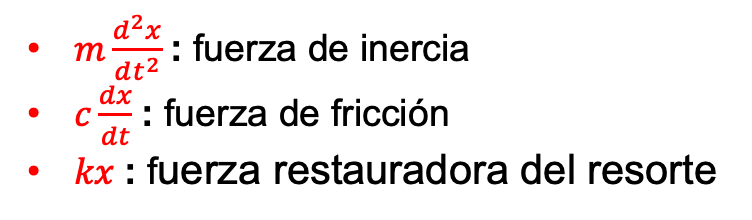 • m d²x/dt² : fuerza de inercia
• c dx/dt : fuerza de fricción
• kx : fuerza restauradora del resorte